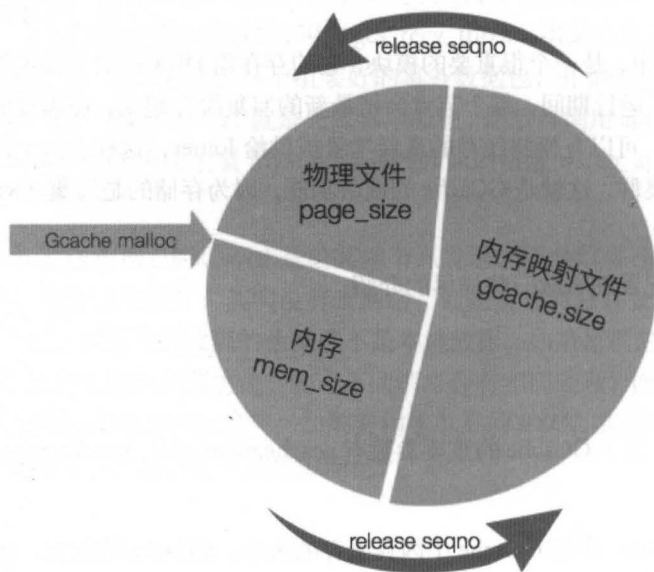 release seqno
物理文件
page_size
Gcache malloc
内存映射文件
gcache.size
内存
mem_size
release seqno